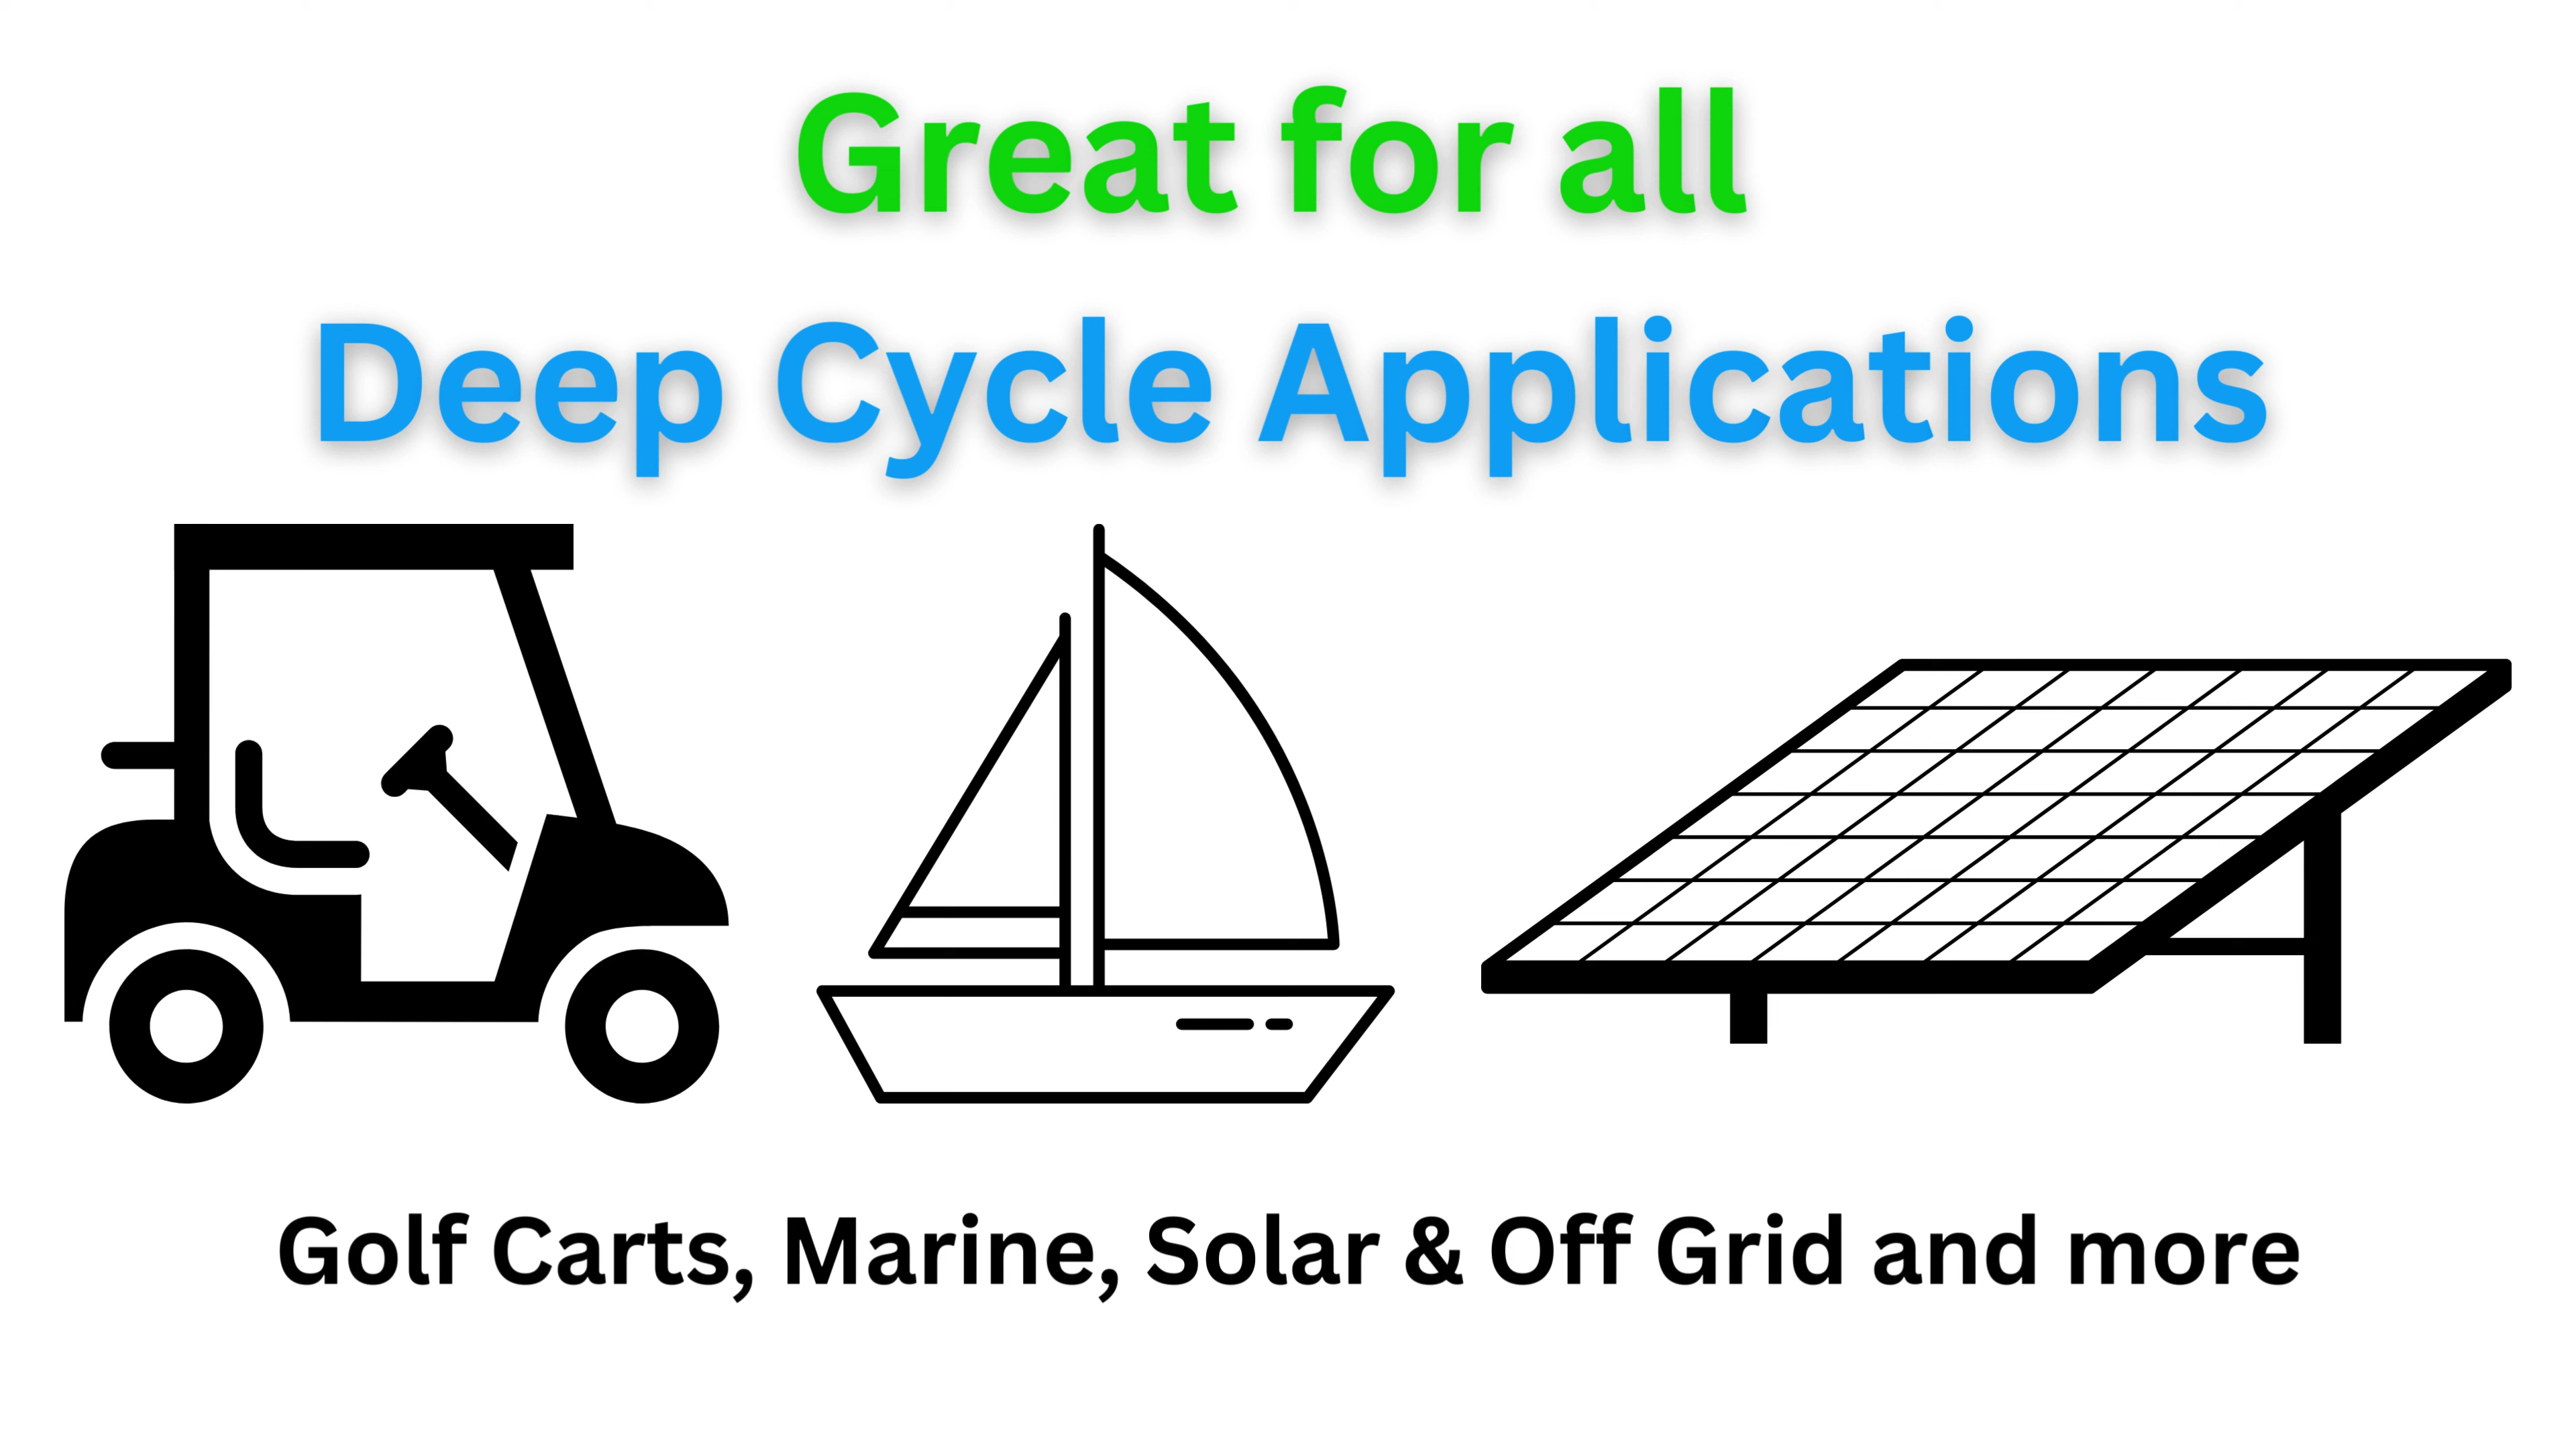 Great for all
Deep Cycle Applications
Golf Carts, Marine, Solar & Off Grid and more